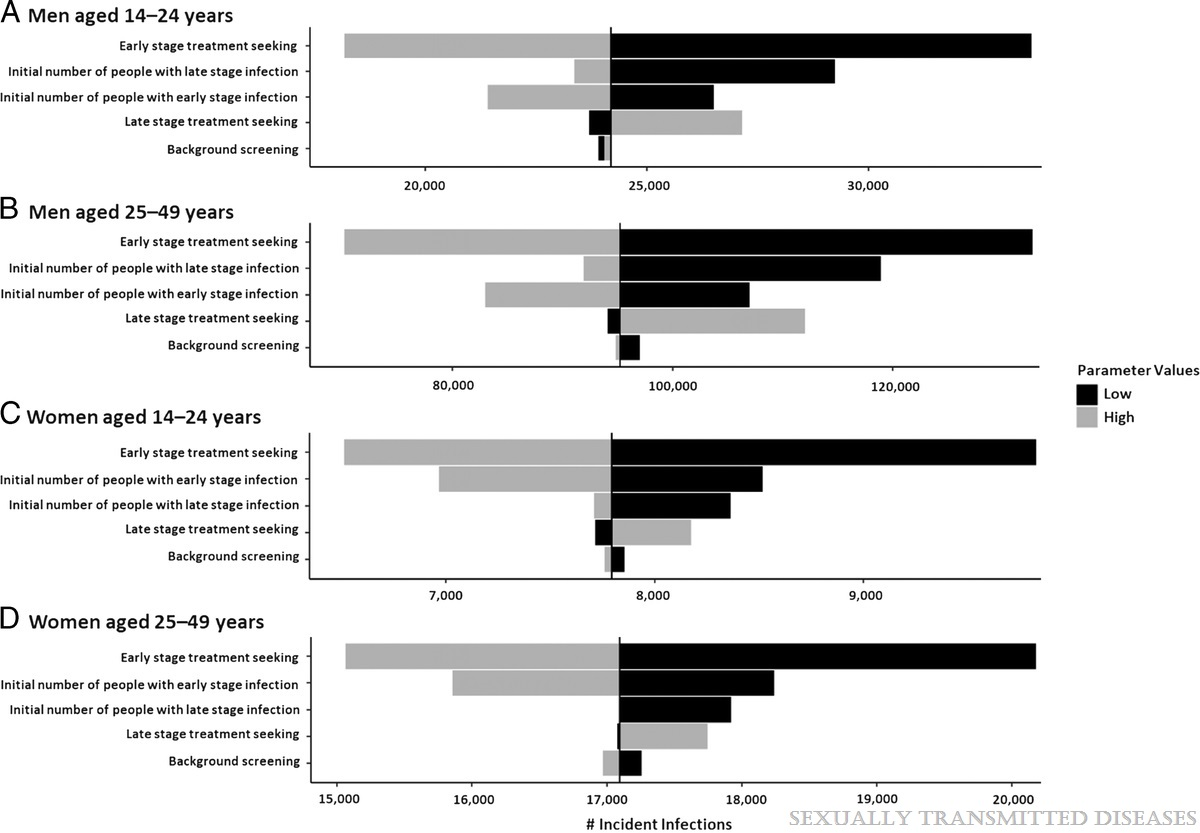 A Men aged 14–24 years
Early stage treatment seeking
Initial number of people with late stage infection
Initial number of people with early stage infection
Late stage treatment seeking
Background screening
20,000 25,000 30,000
B Men aged 25–49 years
Early stage treatment seeking
Initial number of people with late stage infection
Initial number of people with early stage infection
Late stage treatment seeking
Background screening
80,000 100,000 120,000
Parameter Values
Low
High
C Women aged 14–24 years
Early stage treatment seeking
Initial number of people with early stage infection
Initial number of people with late stage infection
Late stage treatment seeking
Background screening
7,000 8,000 9,000
D Women aged 25–49 years
Early stage treatment seeking
Initial number of people with early stage infection
Initial number of people with late stage infection
Late stage treatment seeking
Background screening
15,000 16,000 17,000 18,000 19,000 20,000
# Incident Infections
SEXUALLY TRANSMITTED DISEASES